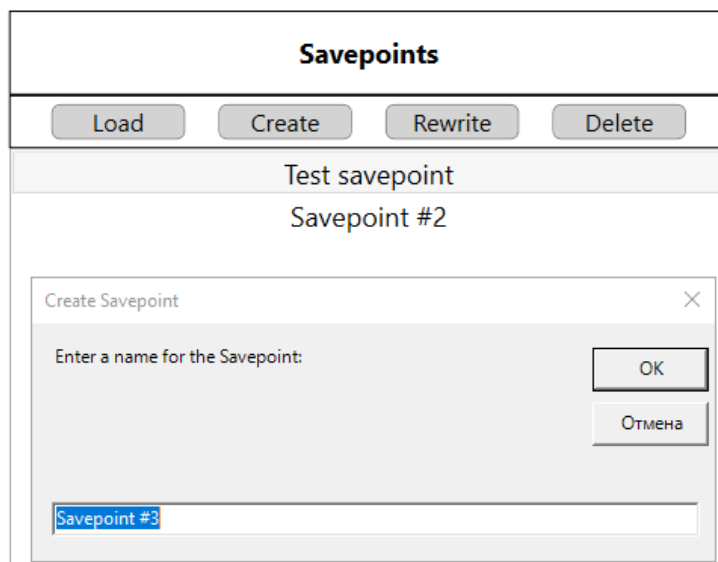 Savepoints
Load Create Rewrite Delete
Test savepoint
Savepoint #2
Create Savepoint
Enter a name for the Savepoint:
OK
Отмена
Savepoint #3